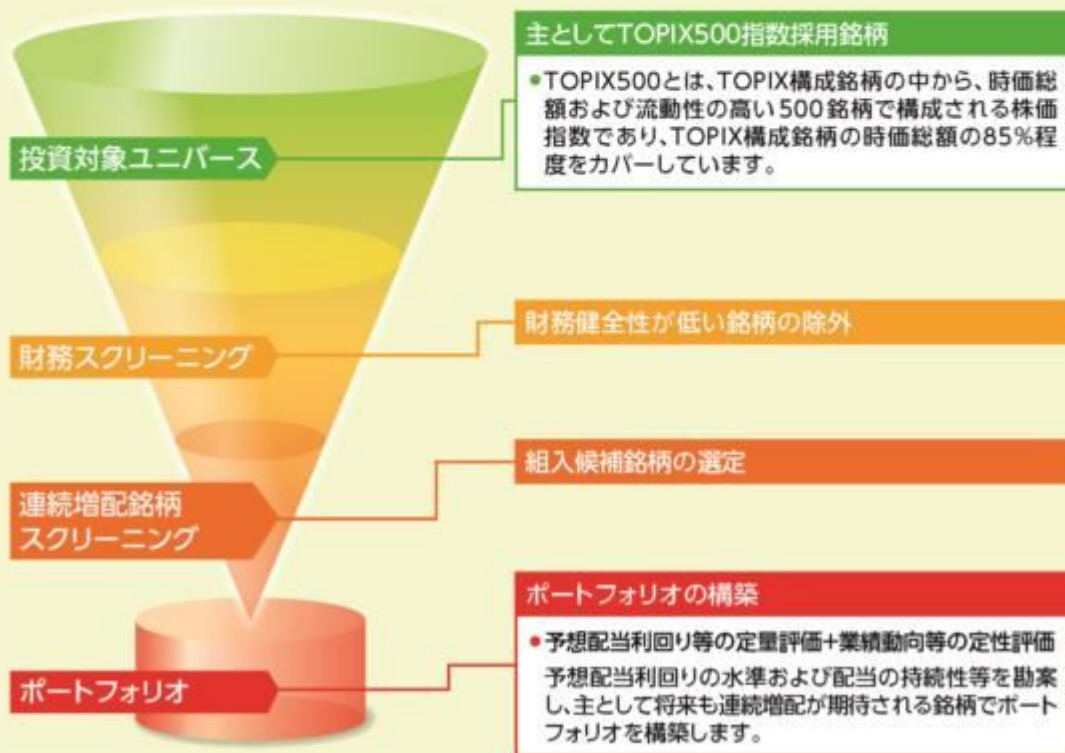 主としてTOPIX500指数採用銘柄
•TOPIX500とは、TOPIX構成銘柄の中から、時価総
額および流動性の高い500銘柄で構成される株価
指数であり、TOPIX構成銘柄の時価総額の85%程
度をカバーしています。
投資対象ユニバース
財務健全性が低い銘柄の除外
財務スクリーニング
組入候補銘柄の選定
連続増配銘柄
スクリーニング
ポートフォリオの構築
•予想配当利回り等の定量評価+業績動向等の定性評価
予想配当利回りの水準および配当の持続性等を勘案
し、主として将来も連続増配が期待される銘柄でポート
フォリオを構築します。
ポートフォリオ